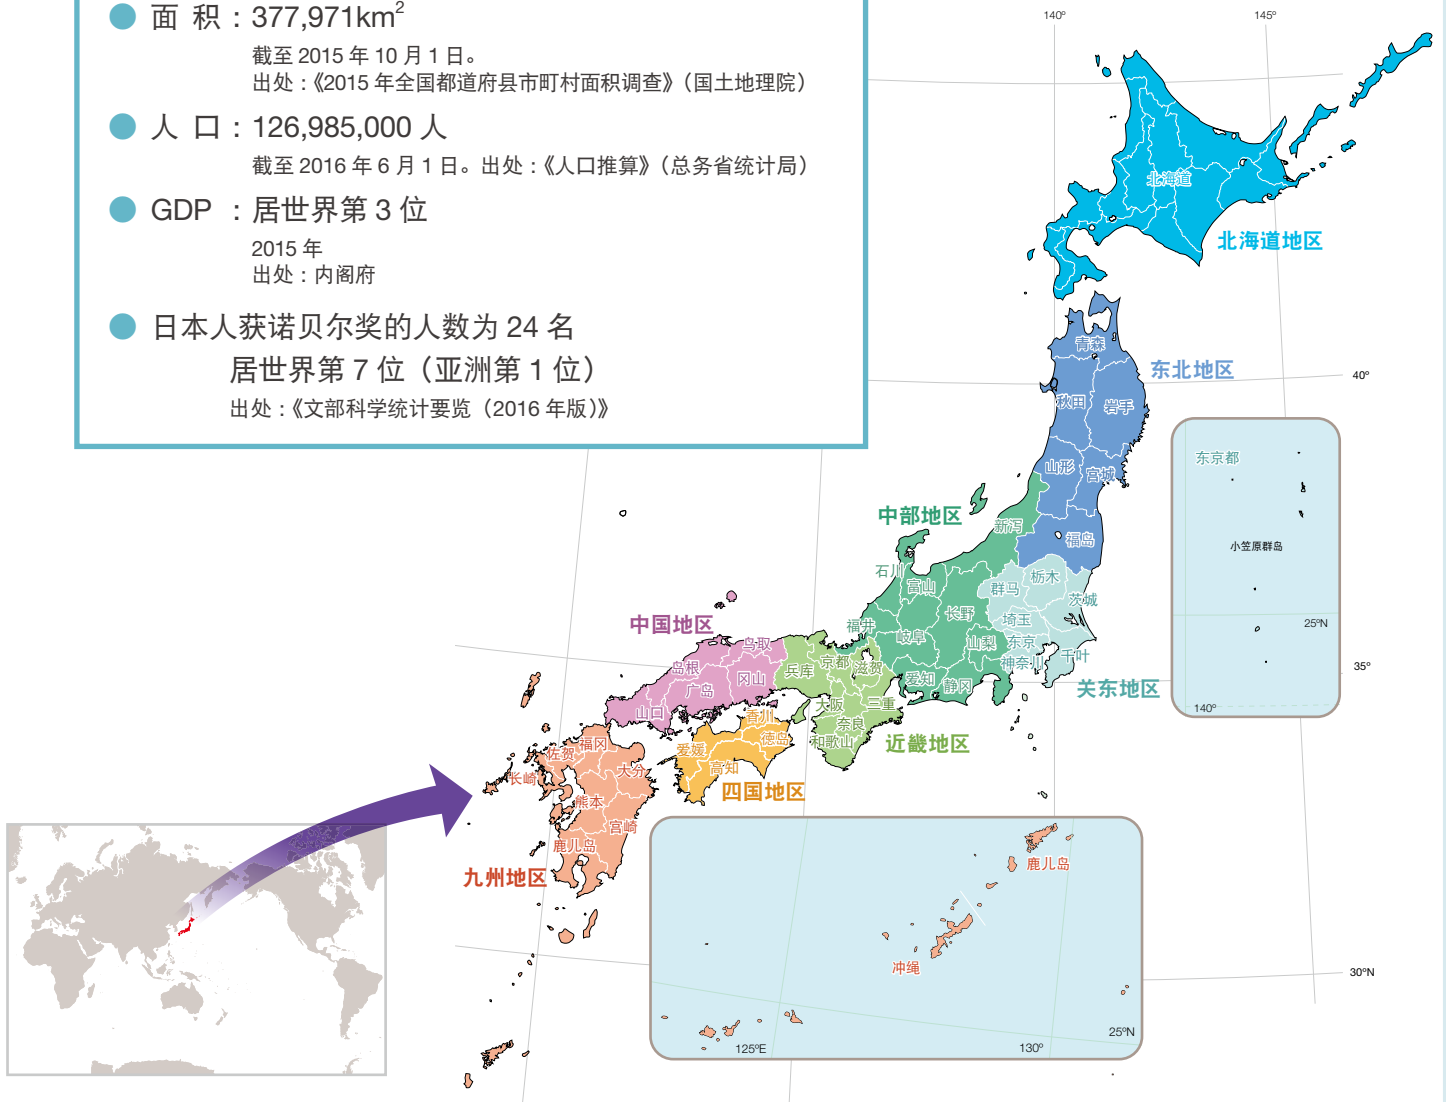 面 积：377,971km²
截至 2015 年 10 月 1 日。
出处：《2015 年全国都道府县市町村面积调查》（国土地理院）
人 口：126,985,000 人
截至 2016 年 6 月 1 日。出处：《人口推算》（总务省统计局）
GDP ：居世界第 3 位
2015 年
出处：内阁府
日本人获诺贝尔奖的人数为 24 名
居世界第 7 位（亚洲第 1 位）
出处：《文部科学统计要览（2016 年版）》
140º
145º
北海道
北海道地区
青森
东北地区
40º
秋田
岩手
山形
宫城
东京都
中部地区
新泻
福岛
小笠原群岛
石川
富山
群马
栃木
茨城
长野
埼玉
25ºN
中国地区
福井
岐阜
山梨
东京
神奈川
千叶
35º
鸟取
岛根
冈山
广岛
兵库
京都
滋贺
爱知
静冈
关东地区
山口
大阪
三重
奈良
和歌山
近畿地区
140º
香川
德岛
爱媛
高知
四国地区
福冈
佐贺
长崎
大分
熊本
宫崎
鹿儿岛
九州地区
鹿儿岛
冲绳
30ºN
25ºN
125ºE
130º